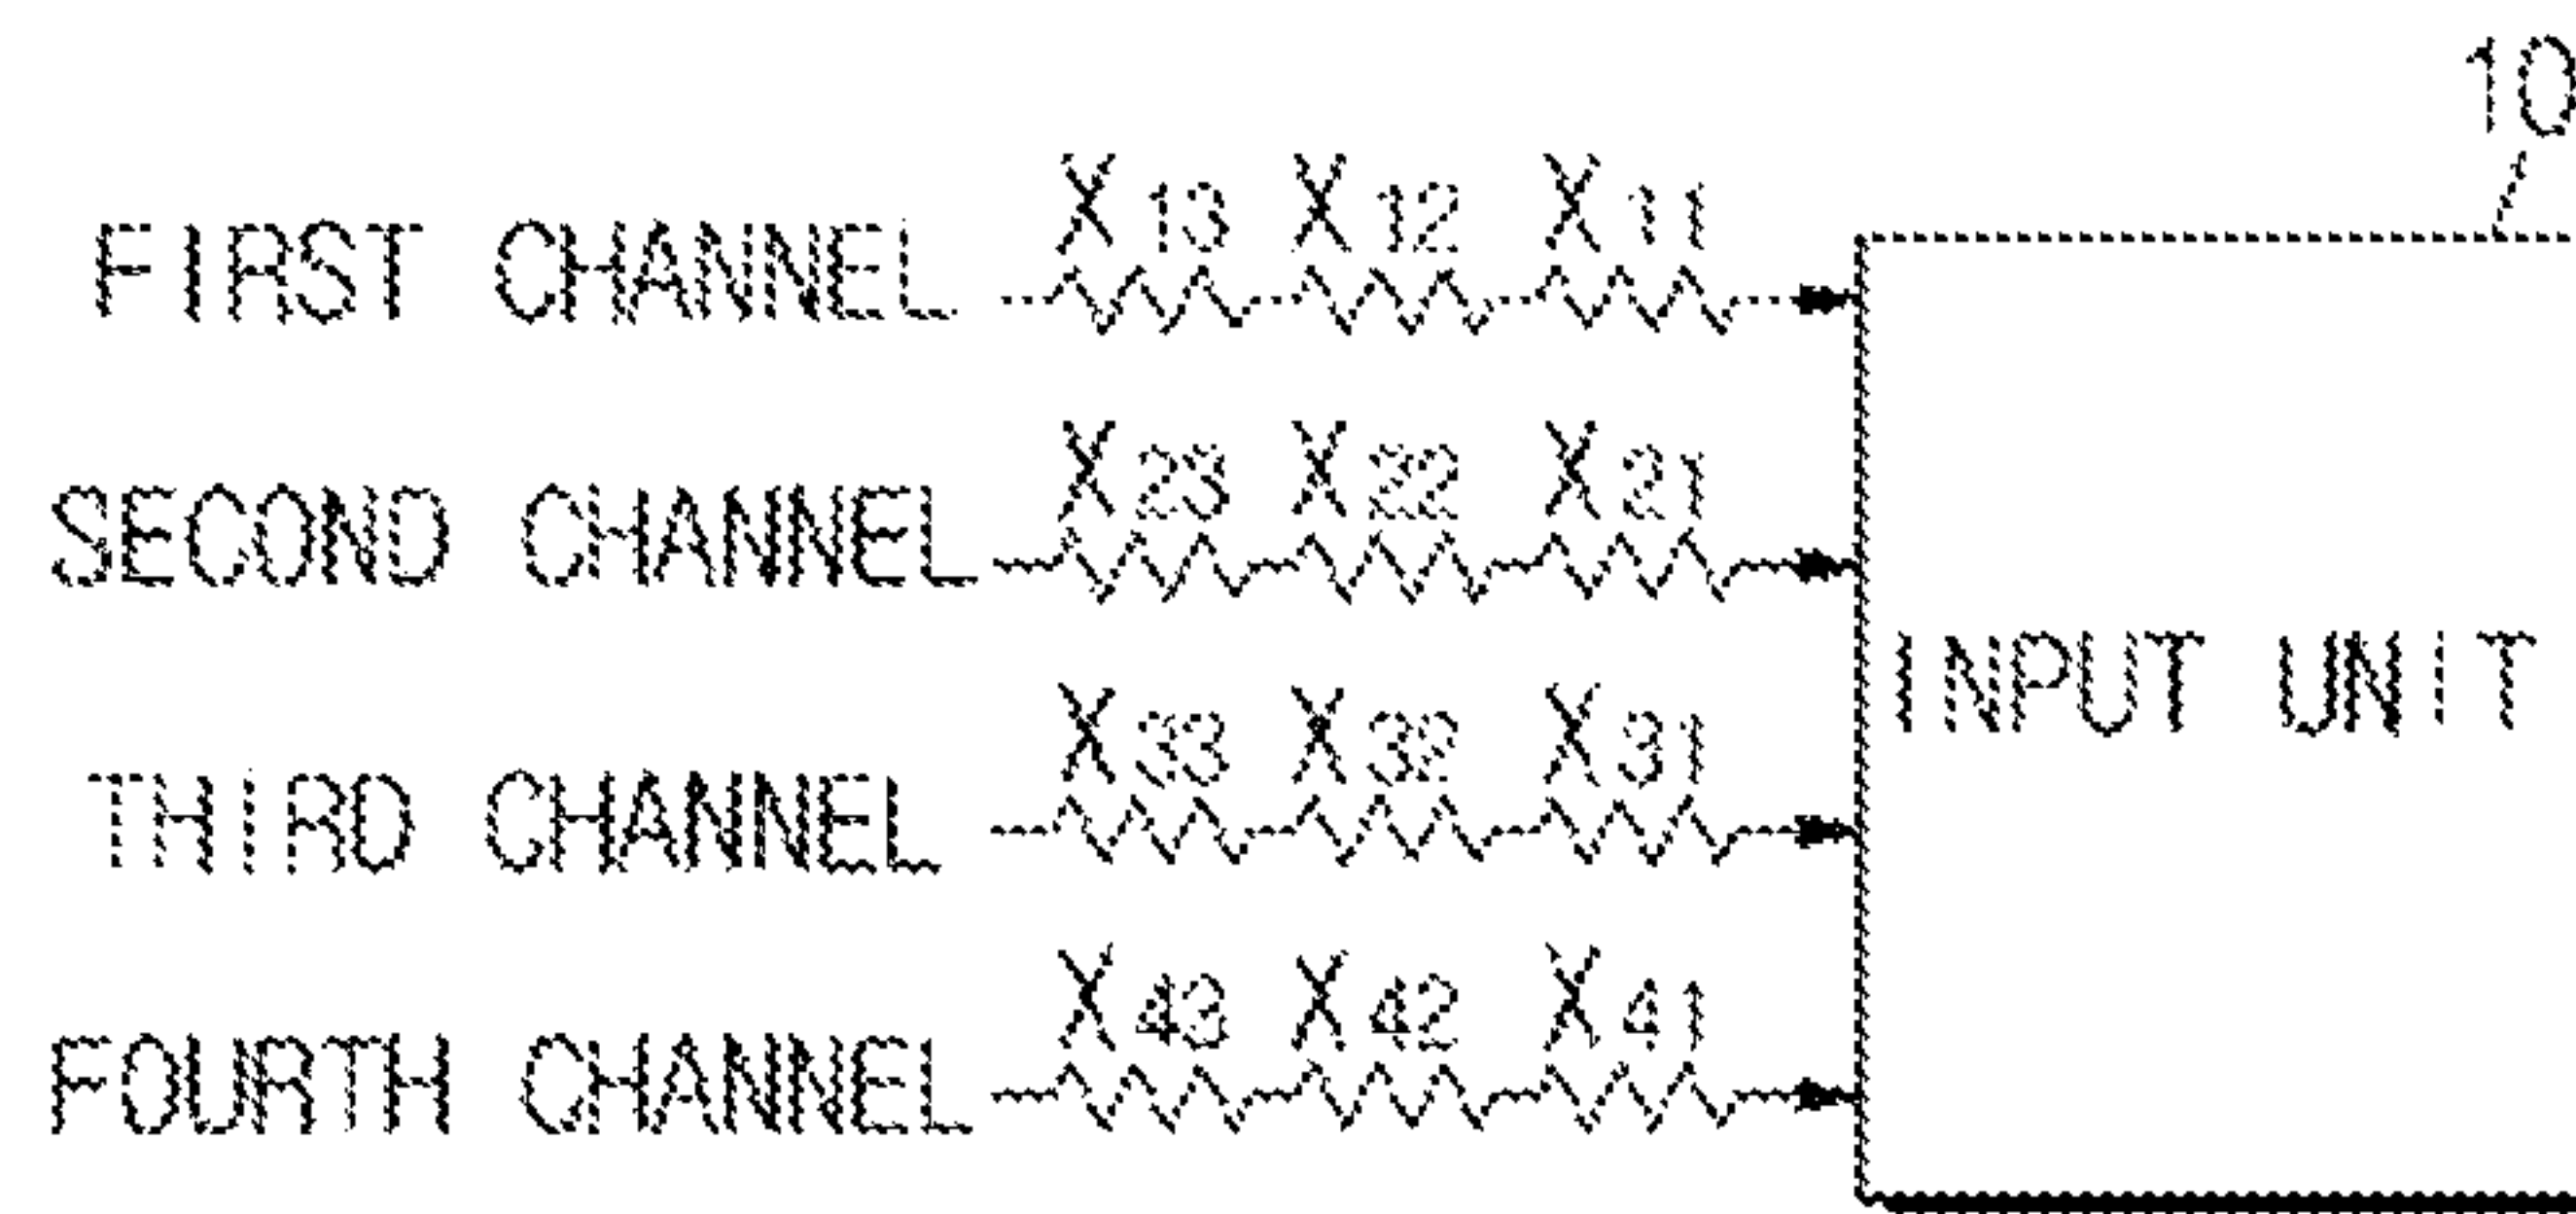 10
X13 X12 X11
FIRST CHANNEL
X23 X22 X21
SECOND CHANNEL
INPUT UNIT
X33 X32 X31
THIRD CHANNEL
X43 X42 X41
FOURTH CHANNEL